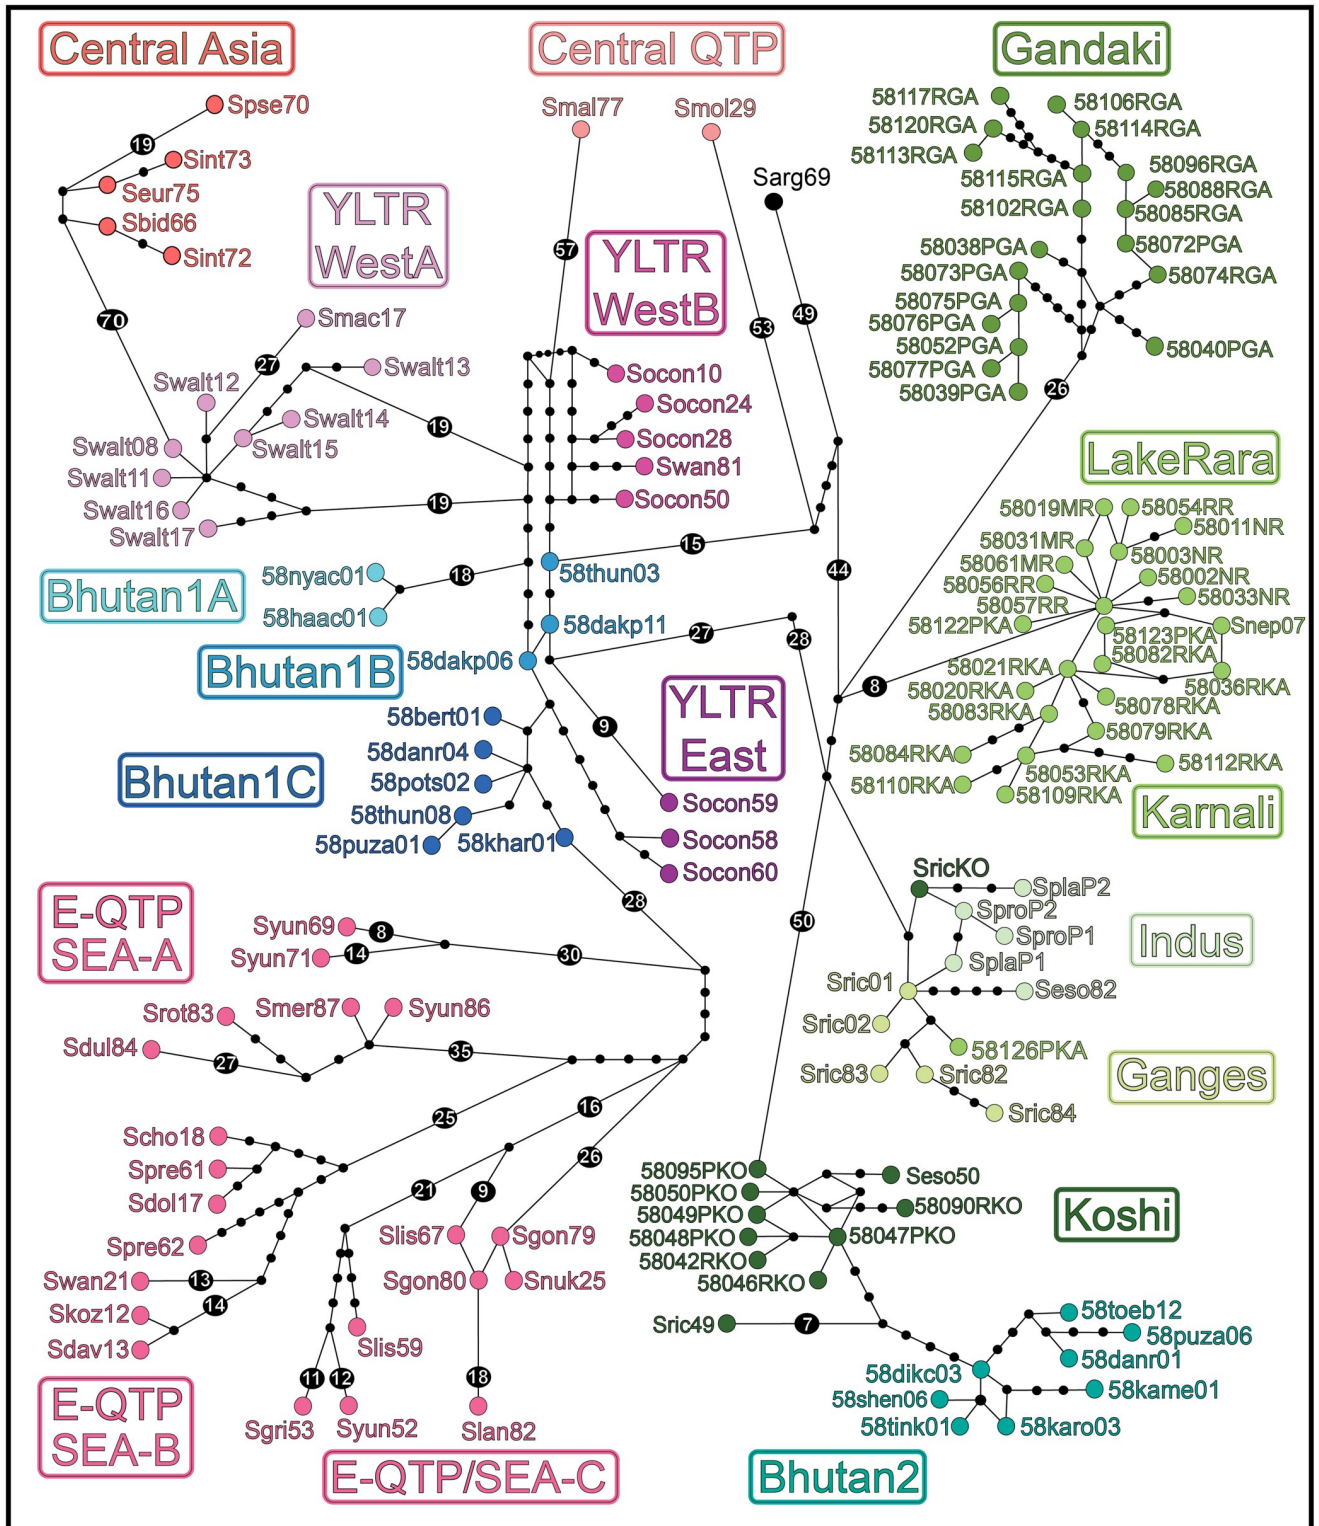 Central Asia
Central QTP
Gandaki
Spse70
19
Sint73
Seur75
Sbid66
Sint72
70
YLTR
WestA
Smac17
27
Swalt13
Swalt12
Swalt14
Swalt15
19
Swalt08
Swalt11
Swalt16
Swalt17
19
Smal77
57
Smol29
53
Sarg69
49
YLTR
WestB
Socon10
Socon24
Socon28
Swan81
Socon50
58117RGA
58120RGA
58113RGA
58106RGA
58114RGA
58115RGA
58102RGA
58096RGA
58088RGA
58085RGA
58072PGA
58074RGA
58038PGA
58073PGA
58075PGA
58076PGA
58052PGA
58077PGA
58039PGA
58040PGA
26
LakeRara
58019MR
58054RR
58011NR
58031MR
58003NR
58061MR
58002NR
58056RR
58033NR
58057RR
58122PKA
58123PKA
Snep07
58082RKA
58021RKA
58036RKA
58020RKA
58078RKA
58083RKA
58079RKA
58084RKA
58053RKA
58112RKA
58110RKA
58109RKA
Karnali
8
44
15
Bhutan1A
58nyac01
58haac01
18
58thun03
58dakp11
58dakp06
Bhutan1B
27
28
9
YLTR
East
Socon59
Socon58
Socon60
Bhutan1C
58bert01
58danr04
58pots02
58thun08
58puza01
58khar01
28
50
SricKO
SplaP2
SproP2
SproP1
SplaP1
Indus
Sric01
Seso82
Sric02
58126PKA
Sric83
Sric82
Sric84
Ganges
E-QTP
SEA-A
Syun69
8
Syun71
14
30
Srot83
Smer87
Syun86
Sdul84
27
35
25
16
26
Scho18
Spre61
Sdol17
Spre62
Swan21
13
Skoz12
14
Sdav13
21
9
Slis67
Sgon79
Sgon80
Snuk25
Slis59
11
12
18
Sgri53
Syun52
Slan82
E-QTP
SEA-B
E-QTP/SEA-C
58095PKO
58050PKO
58049PKO
58048PKO
58042RKO
58046RKO
Seso50
58090RKO
58047PKO
Koshi
Sric49
7
58toeb12
58puza06
58danr01
58dikc03
58kame01
58shen06
58tink01
58karo03
Bhutan2